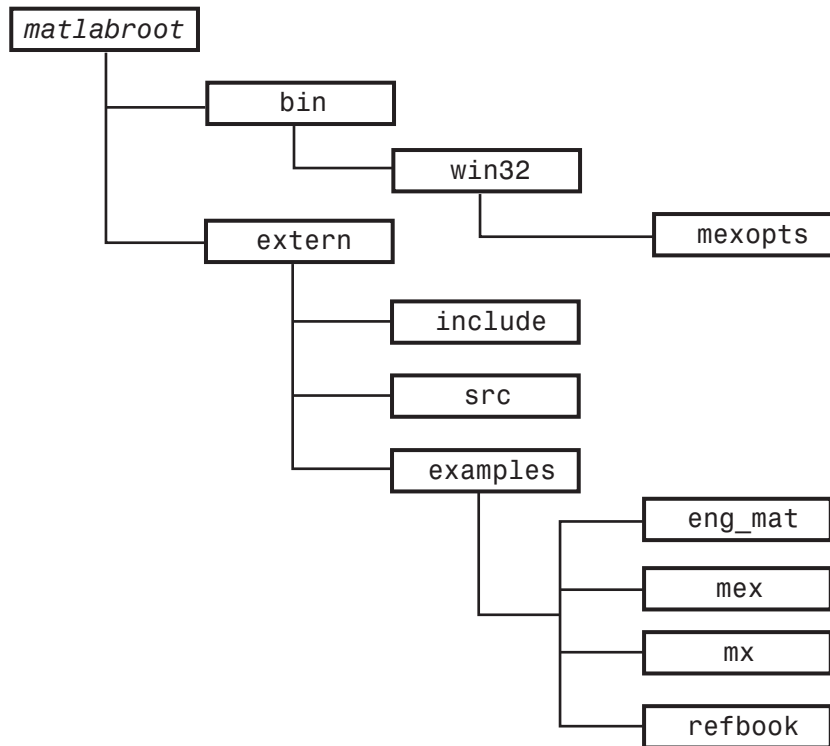 matlabroot
bin
win32
mexopts
extern
include
src
examples
eng_mat
mex
mx
refbook